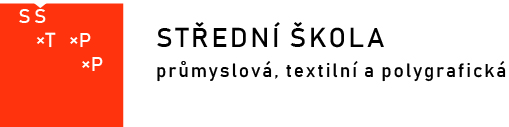 SŠ
×T ×P
×P
STŘEDNÍ ŠKOLA
průmyslová, textilní a polygrafická